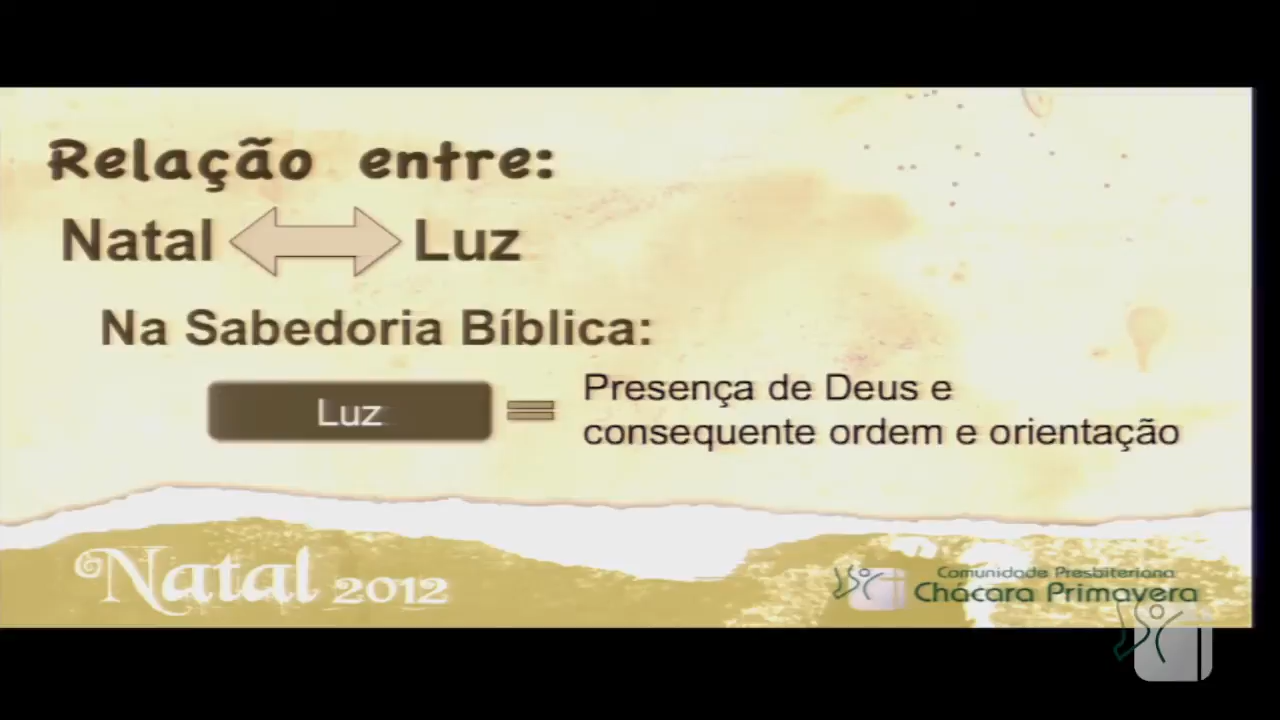 Relação entre:
Natal Luz
Na Sabedoria Bíblica:
Luz = Presença de Deus e
consequente ordem e orientação
Natal 2012
Comunidade Presbiteriana
Chácara Primavera